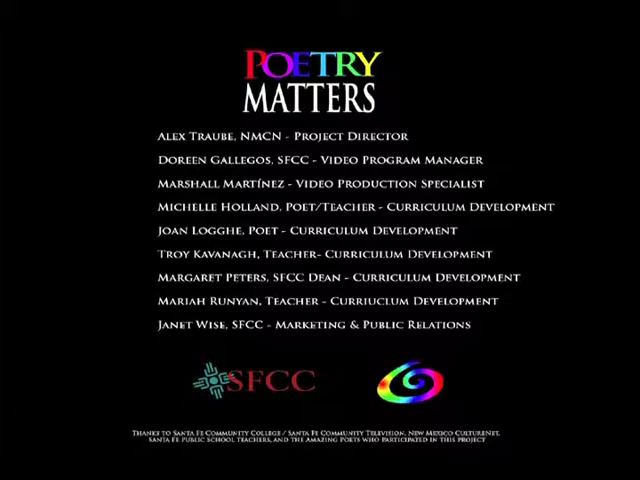 POETRY
MATTERS
ALEX TRAUBE, NMCN - PROJECT DIRECTOR
DOREEN GALLEGOS, SFCC - VIDEO PROGRAM MANAGER
MARSHALL MARTÍNEZ - VIDEO PRODUCTION SPECIALIST
MICHELLE HOLLAND, POET/TEACHER - CURRICULUM DEVELOPMENT
JOAN LOGGHE, POET - CURRICULUM DEVELOPMENT
TROY KAVANAGH, TEACHER- CURRICULUM DEVELOPMENT
MARGARET PETERS, SFCC DEAN - CURRICULUM DEVELOPMENT
MARIAH RUNYAN, TEACHER - CURRIUCLUM DEVELOPMENT
JANET WISE, SFCC - MARKETING & PUBLIC RELATIONS
SFCC
THANKS TO SANTA FE COMMUNITY COLLEGE / SANTA FE COMMUNITY TELEVISION, NEW MEXICO CULTURENET,
SANTA FE PUBLIC SCHOOL TEACHERS, AND THE AMAZING POETS WHO PARTICIPATED IN THIS PROJECT